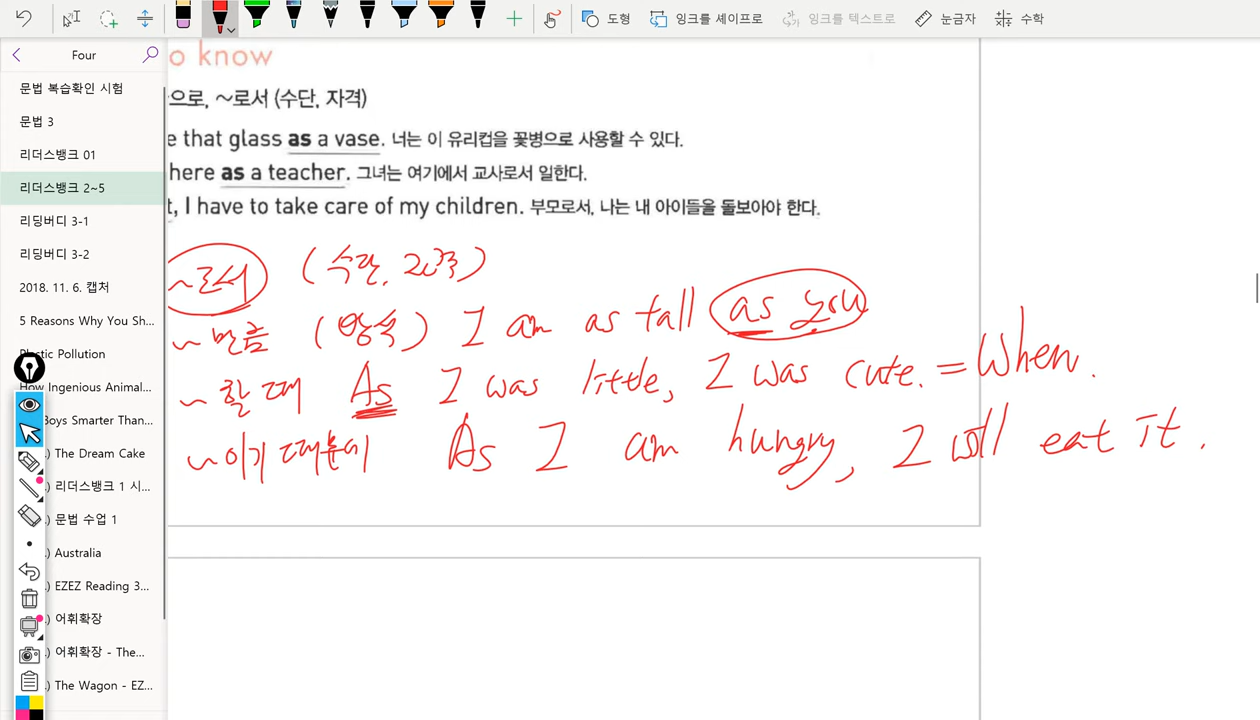 도형
잉크를 셰이프로
잉크를 텍스트로
눈금자
수학
Four
문법 복습확인 시험
문법 3
리더스뱅크 01
리더스뱅크 2~5
리딩버디 3-1
리딩버디 3-2
2018. 11. 6. 캡처
5 Reasons Why You Sh...
Plastic Pollution
How Ingenious Animal...
Boys Smarter Than...
.) The Dream Cake
.) 리더스뱅크 1 시...
.) 문법 수업 1
.) Australia
.) EZEZ Reading 3...
.) 어휘확장
.) 어휘확장 - The...
.) The Wagon - EZ...
o know
으로, ~로서 (수단, 자격)
e that glass as a vase. 너는 이 유리컵을 꽃병으로 사용할 수 있다.
here as a teacher. 그녀는 여기에서 교사로서 일한다.
t, I have to take care of my children. 부모로서, 나는 내 아이들을 돌보아야 한다.
~로서 (수단,
~만큼 I am as tall as you
~할 때 As I was little, I was cute. = When.
~이기 때문에 As I am hungry, I will eat it.